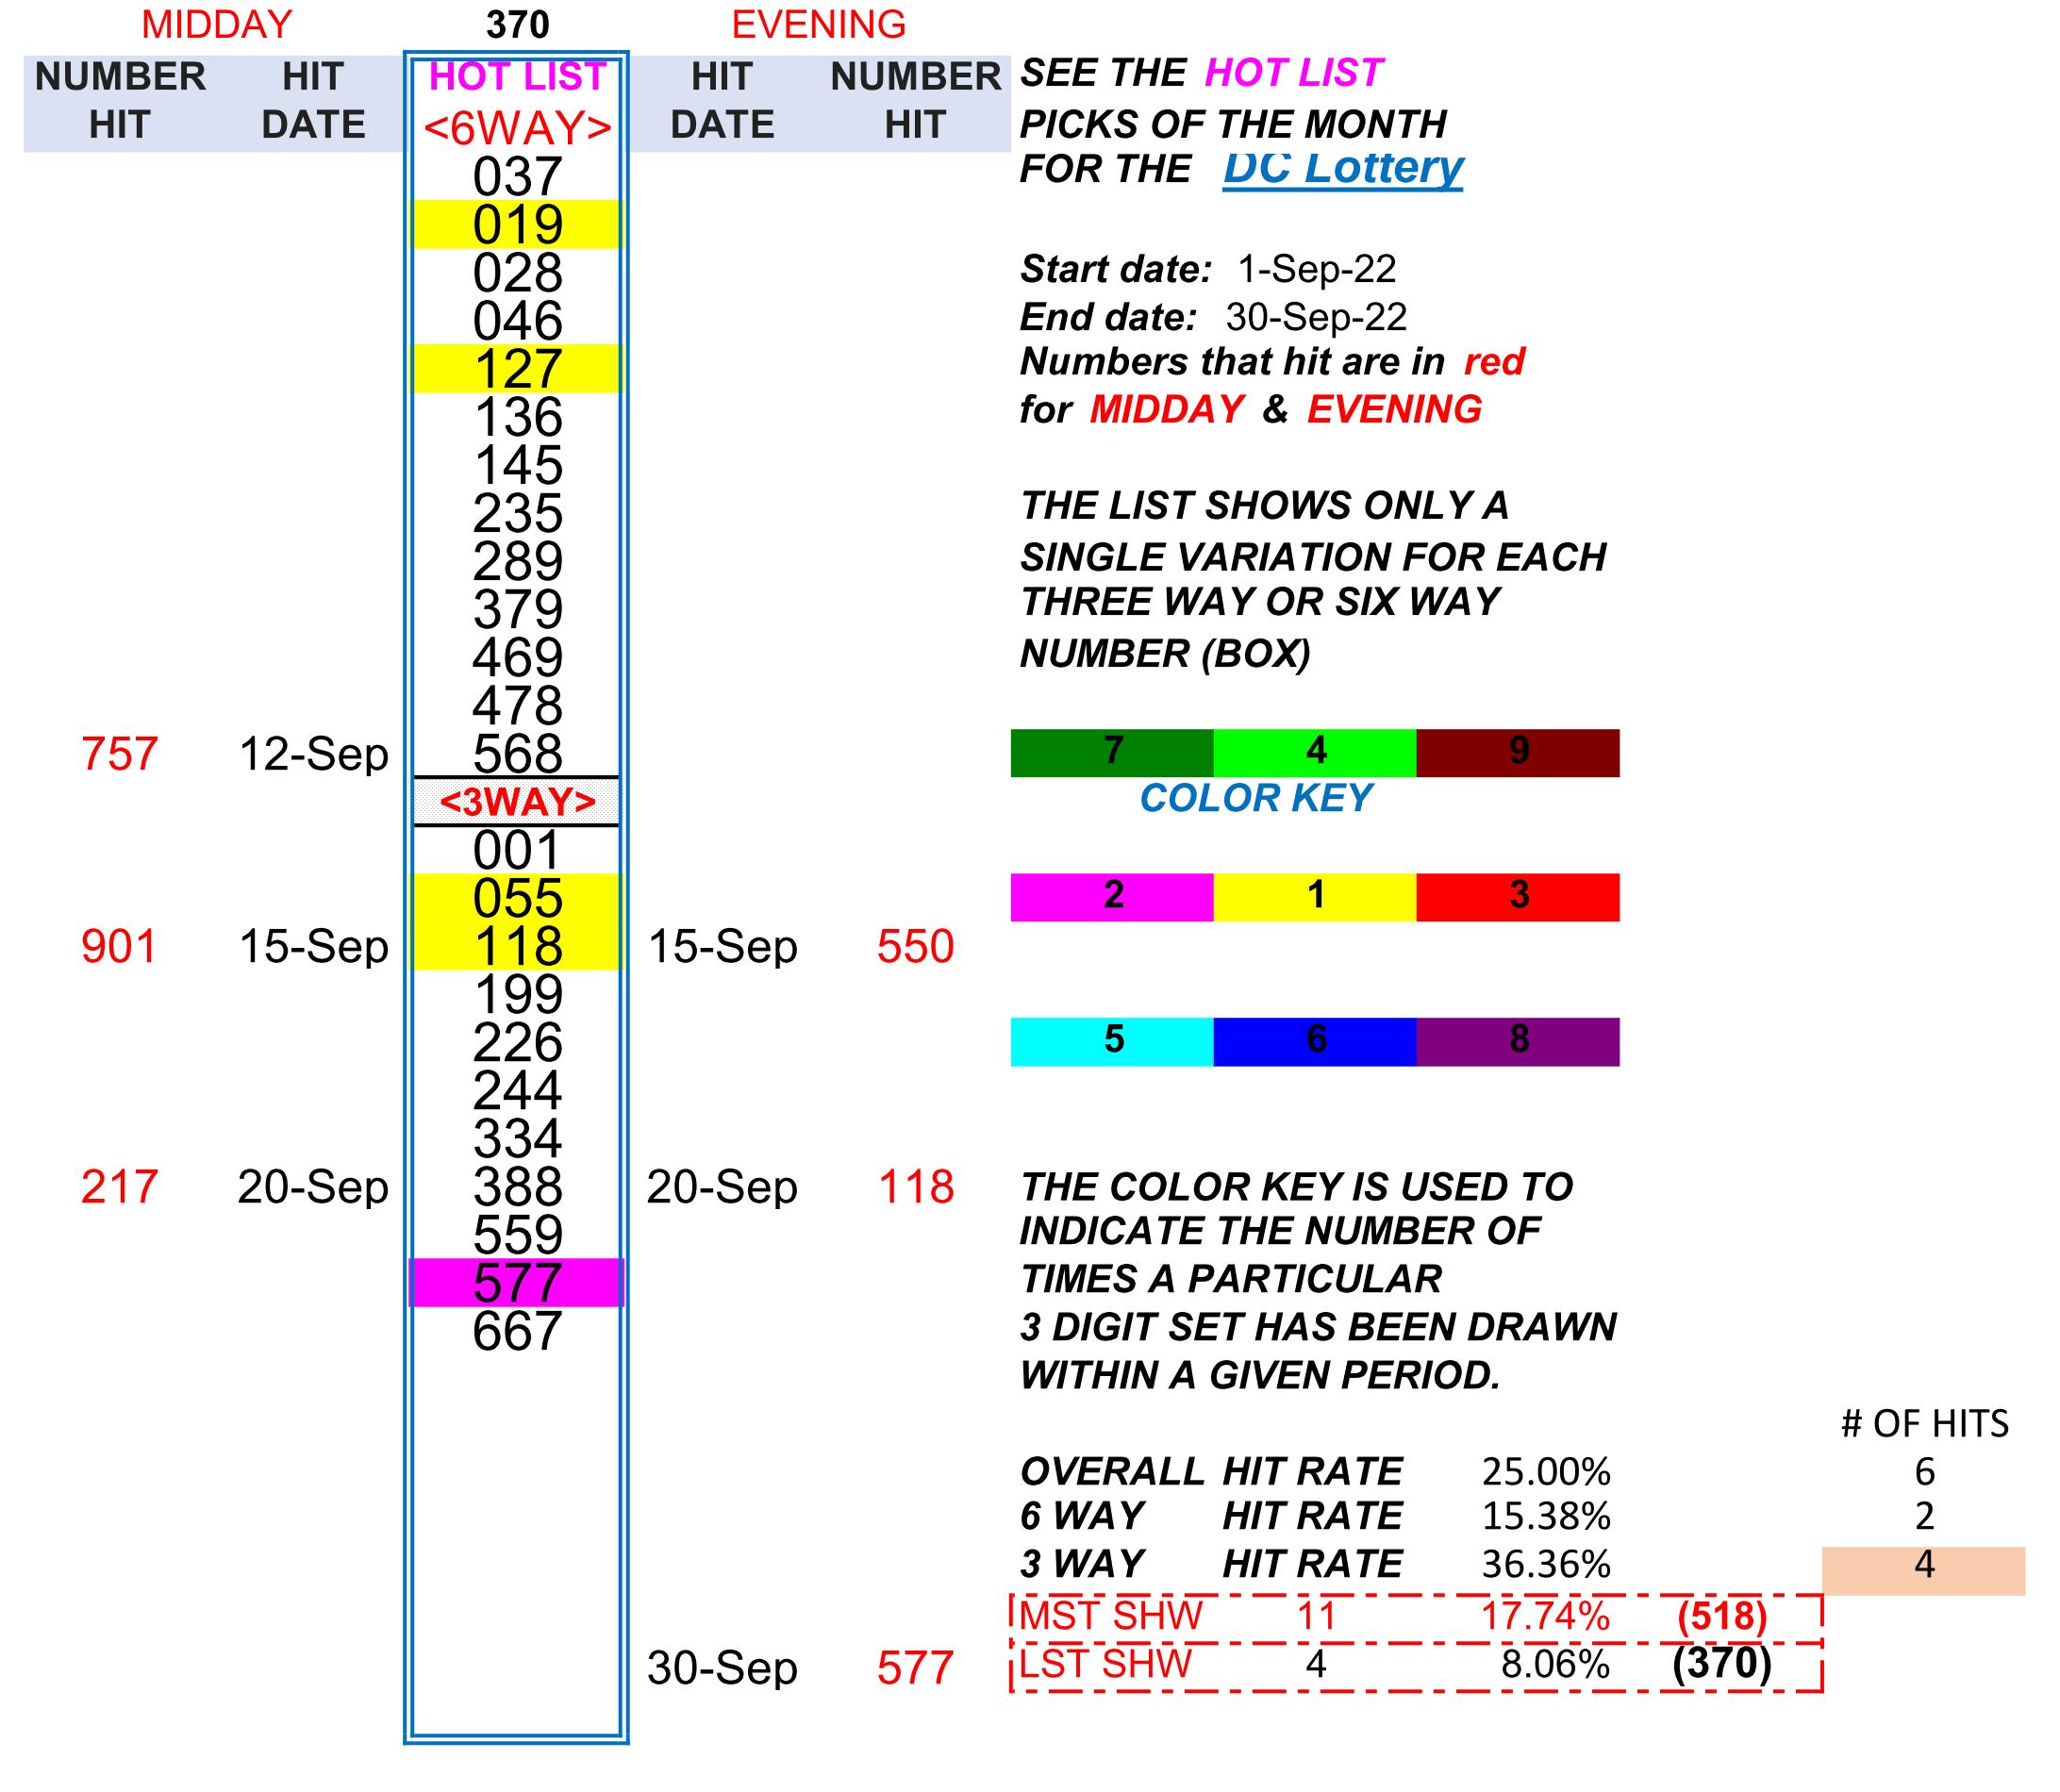 MIDDAY 370 EVENING
NUMBER HIT HOT LIST HIT NUMBER SEE THE HOT LIST
HIT DATE <6WAY> DATE HIT PICKS OF THE MONTH
037 FOR THE DC Lottery
019
028 Start date: 1-Sep-22
046 End date: 30-Sep-22
127 Numbers that hit are in red
136 for MIDDAY & EVENING
145
235 THE LIST SHOWS ONLY A
289 SINGLE VARIATION FOR EACH
379 THREE WAY OR SIX WAY
469 NUMBER (BOX)
478
757 12-Sep 568 7 4 9
<3WAY> COLOR KEY
001
055 2 1 3
901 15-Sep 118 15-Sep 550
199
226 5 6 8
244
334
217 20-Sep 388 20-Sep 118 THE COLOR KEY IS USED TO
559 INDICATE THE NUMBER OF
577 TIMES A PARTICULAR
667 3 DIGIT SET HAS BEEN DRAWN
WITHIN A GIVEN PERIOD.
# OF HITS
OVERALL HIT RATE 25.00% 6
6 WAY HIT RATE 15.38% 2
3 WAY HIT RATE 36.36% 4
MST SHW 11 17.74% (518)
30-Sep 577 LST SHW 4 8.06% (370)